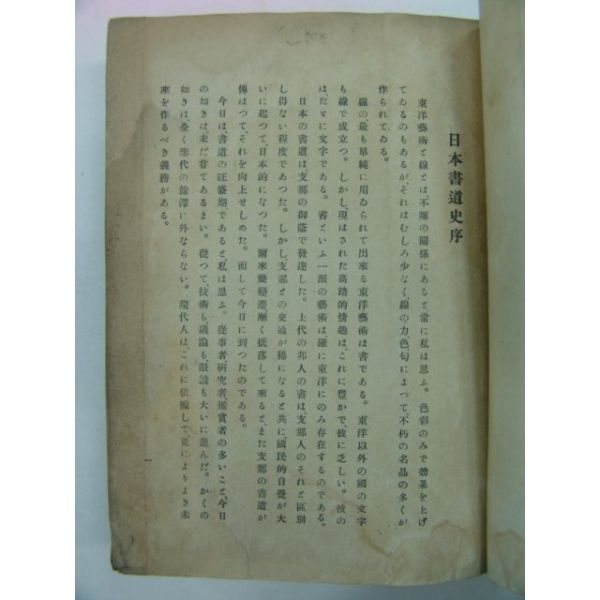 日本書道史序
東洋藝術と線とは不離の關係にあると常に私は思ふ。色彩のみで効果を上げ
てゐるのもあるが、それはむしろ少なく、線の力、色、匂によつて、不朽の名品の多くが
作られてゐる。
線の、最も單純に用ゐられて出來る東洋藝術は書である。東洋以外の國の文字
も線で成立つ。しかし、現はされた高踏的情趣は、これに豊かで、彼に乏しい。彼の
は、たゞに文字である。書といふ一派の藝術は、確に東洋にのみ存在するのである。
日本の書道は支那の御蔭で發達した。上代の邦人の書は支那人のそれと區別
し得ない程度であつた。しかし、支那との交通が稀になると共に、國民的自覺が大
いに起つて、日本的になつた。爾來幾變遷漸く低落して來ると、また支那の書道が
傳はつてそれを向上せしめた。而して今日に到つたのである。
今日は、書道の旺盛期であると、私は思ふ。從事者、研究者、鑑賞者の多いこと、今日
の如きは未だ嘗てあるまい。從つて、技術も、議論も、鑑識も大いに進んだ。かくの
如きは、全く聖代の餘澤に外ならない。現代人は、これに依據して更によりよき未
來を作るべき義務がある。